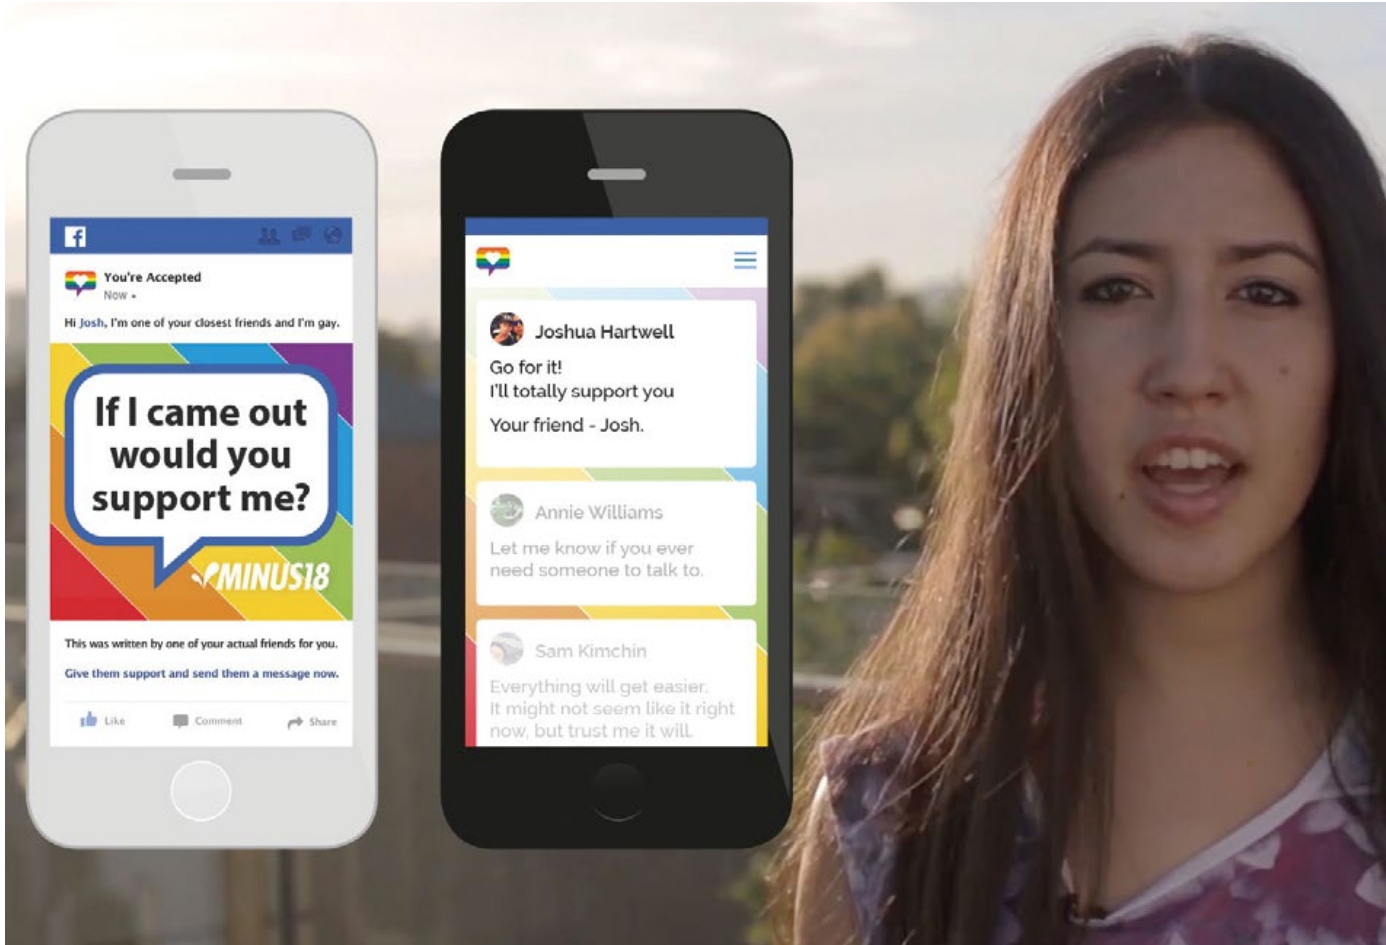 f
You're Accepted
Now
Hi Josh, I'm one of your closest friends and I'm gay.
If I came out
would you
support me?
MINUS18
This was written by one of your actual friends for you.
Give them support and send them a message now.
Like Comment Share
Joshua Hartwell
Go for it!
I'll totally support you
Your friend - Josh.
Annie Williams
Let me know if you ever
need someone to talk to.
Sam Kimchin
Everything will get easier.
It might not seem like it right
now, but trust me it will.